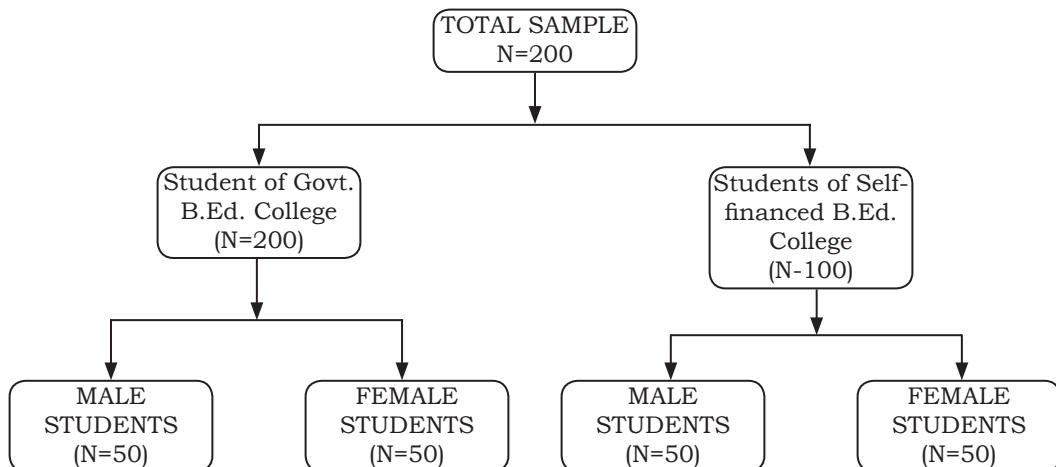 TOTAL SAMPLE
N=200
Student of Govt.
B.Ed. College
(N=200)
Students of Self-
financed B.Ed.
College
(N-100)
MALE
STUDENTS
(N=50)
FEMALE
STUDENTS
(N=50)
MALE
STUDENTS
(N=50)
FEMALE
STUDENTS
(N=50)